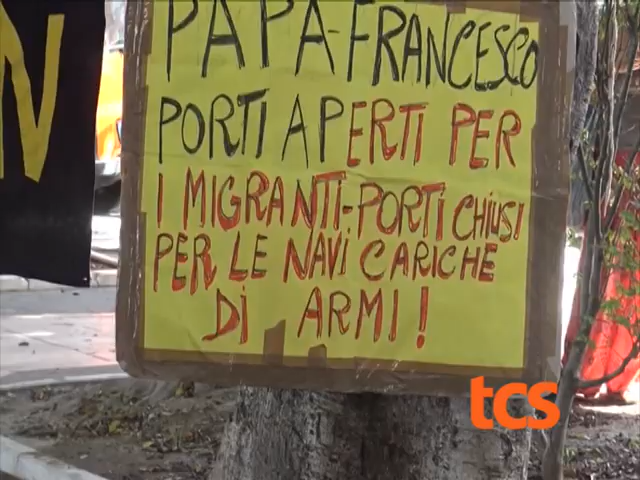 PAPA-FRANCESCO
PORTI APERTI PER
I MIGRANTI-PORTI CHIUSI
PER LE NAVI CARICHE
DI ARMI!
N
tcs